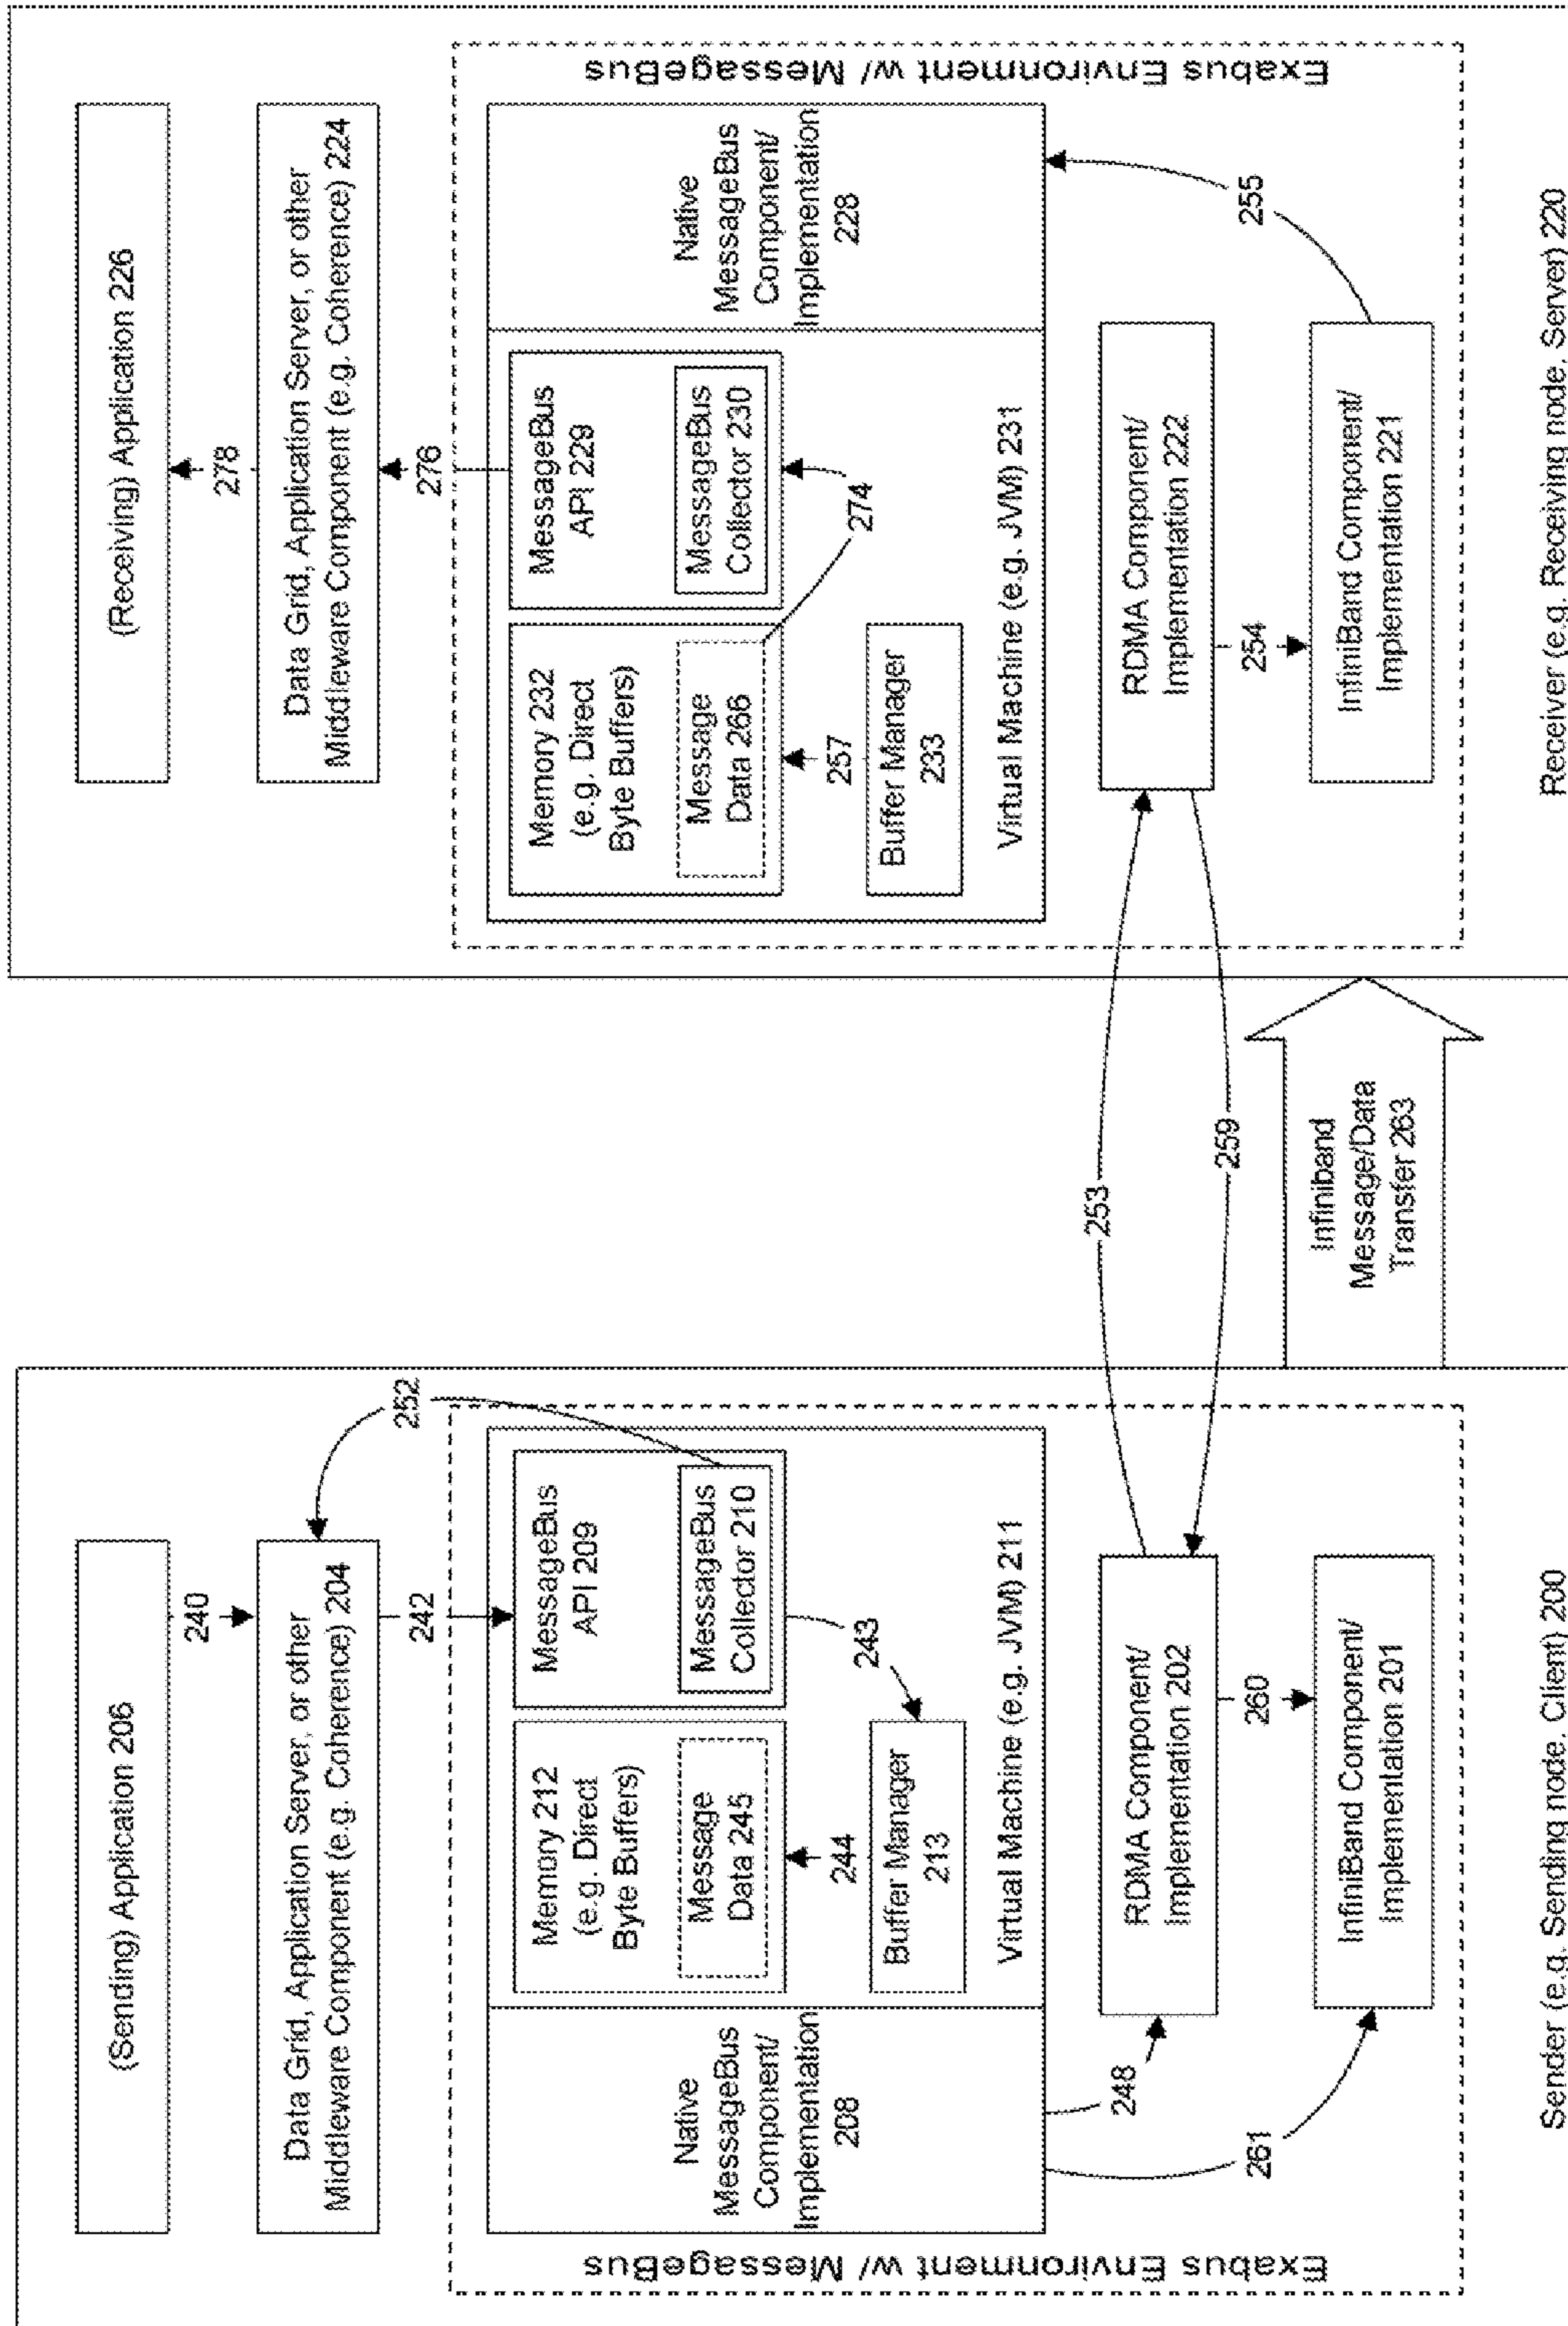 (Sending) Application 206
240
Data Grid, Application Server, or other
Middleware Component (e.g. Coherence) 204
252
242
Exabus Environment w/ MessageBus
Native
MessageBus
Component/
Implementation
208
Memory 212
(e.g. Direct
Byte Buffers)
Message
Data 245
244
Buffer Manager
213
MessageBus
API 209
MessageBus
Collector 210
243
Virtual Machine (e.g. JVM) 211
248
261
RDMA Component/
Implementation 202
260
InfiniBand Component/
Implementation 201
Sender (e.g. Sending node, Client) 200
253
259
Infiniband
Message/Data
Transfer 263
(Receiving) Application 226
278
Data Grid, Application Server, or other
Middleware Component (e.g. Coherence) 224
276
Memory 232
(e.g. Direct
Byte Buffers)
Message
Data 266
257
Buffer Manager
233
MessageBus
API 229
MessageBus
Collector 230
274
Virtual Machine (e.g. JVM) 231
Native
MessageBus
Component/
Implementation
228
Exabus Environment w/ MessageBus
RDMA Component/
Implementation 222
254
255
InfiniBand Component/
Implementation 221
Receiver (e.g. Receiving node, Server) 220